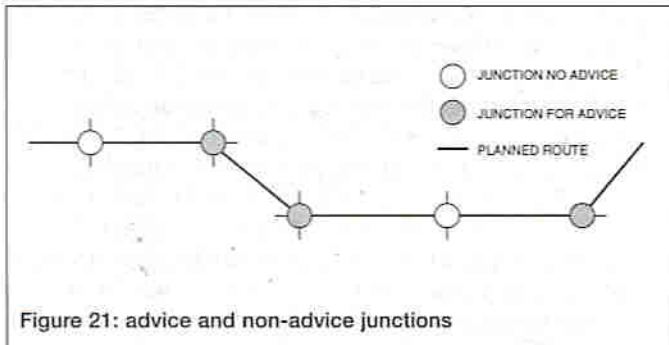 JUNCTION NO ADVICE
JUNCTION FOR ADVICE
PLANNED ROUTE
Figure 21: advice and non-advice junctions